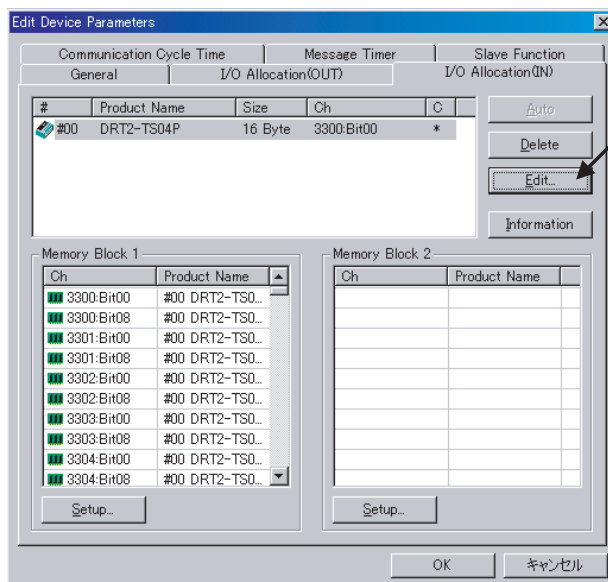 Edit Device Parameters
Communication Cycle Time Message Timer Slave Function
General I/O Allocation(OUT) I/O Allocation(IN)
# Product Name Size Ch C
#00 DRT2-TS04P 16 Byte 3300:Bit00 *
Auto
Delete
Edit...
Information
Memory Block 1
Ch Product Name
3300:Bit00 #00 DRT2-TS0...
3300:Bit08 #00 DRT2-TS0...
3301:Bit00 #00 DRT2-TS0...
3301:Bit08 #00 DRT2-TS0...
3302:Bit00 #00 DRT2-TS0...
3302:Bit08 #00 DRT2-TS0...
3303:Bit00 #00 DRT2-TS0...
3303:Bit08 #00 DRT2-TS0...
3304:Bit00 #00 DRT2-TS0...
3304:Bit08 #00 DRT2-TS0...
Setup...
Memory Block 2
Ch Product Name
Setup...
OK キャンセル